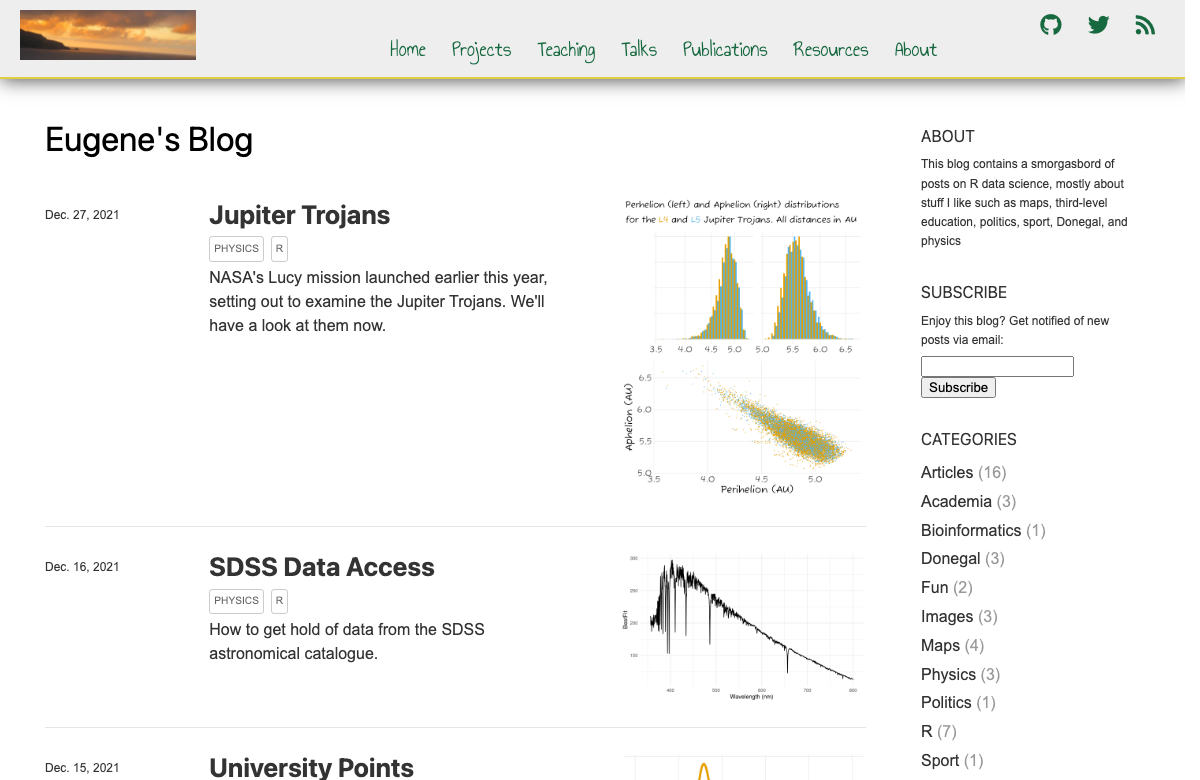 Home Projects Teaching Talks Publications Resources About
Eugene's Blog
Dec. 27, 2021
Jupiter Trojans
PHYSICS R
NASA's Lucy mission launched earlier this year,
setting out to examine the Jupiter Trojans. We'll
have a look at them now.
Perihelion (left) and Aphelion (right) distributions
for the L4 and L5 Jupiter Trojans. All distances in AU
3.5 4.0 4.5 5.0 5.0 5.5 6.0 6.5
Aphelion (AU)
6.5
6.0
5.5
5.0
3.5 4.0 4.5 5.0
Perihelion (AU)
Dec. 16, 2021
SDSS Data Access
PHYSICS R
How to get hold of data from the SDSS
astronomical catalogue.
BestFit
300
250
200
150
400 500 600 700 800
Wavelength (nm)
Dec. 15, 2021
University Points
ABOUT
This blog contains a smorgasbord of
posts on R data science, mostly about
stuff I like such as maps, third-level
education, politics, sport, Donegal, and
physics
SUBSCRIBE
Enjoy this blog? Get notified of new
posts via email:
Subscribe
CATEGORIES
Articles (16)
Academia (3)
Bioinformatics (1)
Donegal (3)
Fun (2)
Images (3)
Maps (4)
Physics (3)
Politics (1)
R (7)
Sport (1)